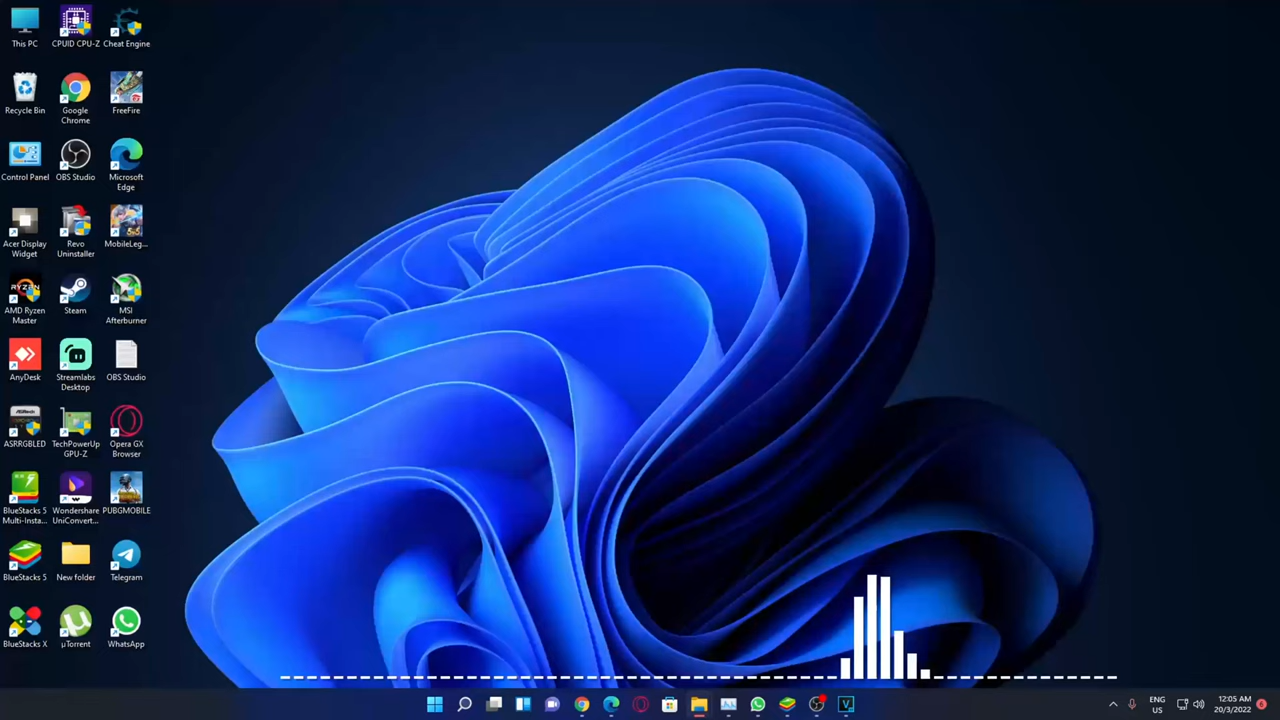 This PC
CPUID CPU-Z
Cheat Engine
Recycle Bin
Google
Chrome
FreeFire
Control Panel
OBS Studio
Microsoft
Edge
Acer Display
Widget
Revo
Uninstaller
MobileLeg...
AMD Ryzen
Master
Steam
MSI
Afterburner
AnyDesk
Streamlabs
Desktop
OBS Studio
ASRRGBLED
TechPowerUp
GPU-Z
Opera GX
Browser
BlueStacks 5
Multi-Insta...
Wondershare
UniConvert...
PUBGMOBILE
BlueStacks 5
New folder
Telegram
BlueStacks X
µTorrent
WhatsApp
ENG
US
12:05 AM
20/3/2022
6